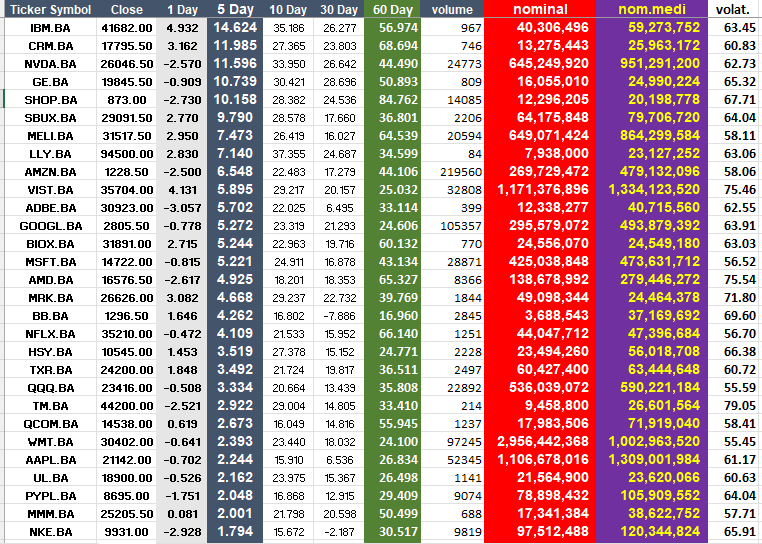 Ticker Symbol Close 1 Day 5 Day 10 Day 30 Day 60 Day volume nominal nom.medi volat.
IBM.BA 41682.00 4.932 14.624 35.186 26.277 56.974 967 40,306,496 59,273,752 63.45
CRM.BA 17795.50 3.162 11.985 27.365 23.803 68.694 746 13,275,443 25,963,172 60.83
NVDA.BA 26046.50 -2.570 11.596 33.950 26.642 44.490 24773 645,249,920 951,291,200 62.73
GE.BA 19845.50 -0.909 10.739 30.421 28.696 50.893 809 16,055,010 24,990,224 65.32
SHOP.BA 873.00 -2.730 10.158 28.382 24.536 84.762 14085 12,296,205 20,198,778 67.71
SBUX.BA 29091.50 2.770 9.790 28.578 17.660 36.801 2206 64,175,848 79,706,720 64.04
MELI.BA 31517.50 2.950 7.473 26.419 16.027 64.539 20594 649,071,424 864,299,584 58.11
LLY.BA 94500.00 2.830 7.140 37.355 24.687 34.599 84 7,938,000 23,127,252 63.06
AMZN.BA 1228.50 -2.500 6.548 22.483 17.279 44.106 219560 269,729,472 479,132,096 58.06
VIST.BA 35704.00 4.131 5.895 29.217 20.157 25.032 32808 1,171,376,896 1,334,123,520 75.46
ADBE.BA 30923.00 -3.057 5.702 22.025 6.495 33.114 399 12,338,277 40,715,560 62.55
GOOGL.BA 2805.50 -0.778 5.272 23.319 21.293 24.606 105357 295,579,072 493,879,392 63.91
BIOX.BA 31891.00 2.715 5.244 22.963 19.716 60.132 770 24,556,070 24,549,180 63.03
MSFT.BA 14722.00 -0.815 5.221 24.911 16.878 43.134 28871 425,038,848 473,631,712 56.52
AMD.BA 16576.50 -2.617 4.925 18.201 18.353 65.327 8366 138,678,992 279,446,272 75.54
MRK.BA 26626.00 3.082 4.668 29.237 22.732 39.769 1844 49,098,344 24,464,378 71.80
BB.BA 1296.50 1.646 4.262 16.802 -7.886 16.960 2845 3,688,543 37,169,692 69.60
NFLX.BA 35210.00 -0.472 4.109 21.533 15.952 66.140 1251 44,047,712 47,396,684 56.70
HSY.BA 10545.00 1.453 3.519 27.378 15.152 24.771 2228 23,494,260 56,018,708 66.38
TXR.BA 24200.00 1.848 3.492 21.724 19.817 36.511 2497 60,427,400 63,444,648 60.72
QQQ.BA 23416.00 -0.508 3.334 20.664 13.439 35.808 22892 536,039,072 590,221,184 55.59
TM.BA 44200.00 -2.521 2.922 29.004 14.805 33.410 214 9,458,800 26,601,564 79.05
QCOM.BA 14538.00 0.619 2.673 16.049 14.816 55.945 1237 17,983,506 71,919,040 58.41
WMT.BA 30402.00 -0.641 2.393 23.440 18.032 24.100 97245 2,956,442,368 1,002,963,520 55.45
AAPL.BA 21142.00 -0.702 2.244 15.910 6.536 26.834 52345 1,106,678,016 1,309,001,984 61.17
UL.BA 18900.00 -0.526 2.162 23.975 15.367 26.498 1141 21,564,900 23,620,066 60.63
PYPL.BA 8695.00 -1.751 2.048 16.868 12.915 29.409 9074 78,898,432 105,909,552 64.04
MMM.BA 25205.50 0.081 2.001 21.798 20.598 50.499 688 17,341,384 38,622,752 57.71
NKE.BA 9931.00 -2.928 1.794 15.672 -2.187 30.517 9819 97,512,488 120,344,824 65.91